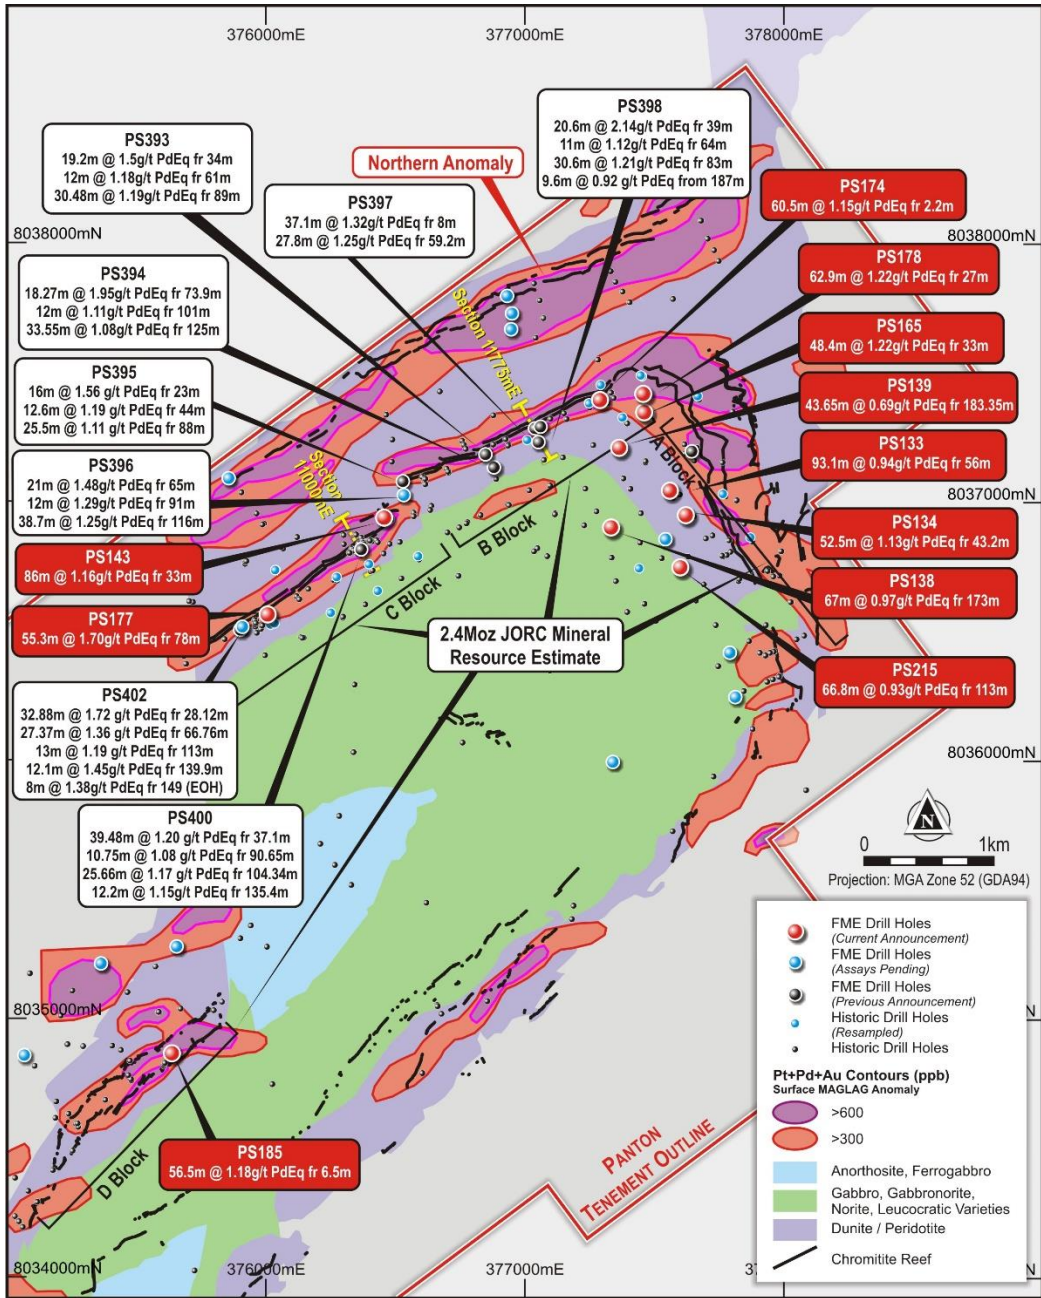 376000mE
377000mE
378000mE
PS398
20.6m @ 2.14g/t PdEq fr 39m
11m @ 1.12g/t PdEq fr 64m
30.6m @ 1.21g/t PdEq fr 83m
9.6m @ 0.92 g/t PdEq from 187m
PS393
19.2m @ 1.5g/t PdEq fr 34m
12m @ 1.18g/t PdEq fr 61m
30.48m @ 1.19g/t PdEq fr 89m
Northern Anomaly
PS174
60.5m @ 1.15g/t PdEq fr 2.2m
PS397
37.1m @ 1.32g/t PdEq fr 8m
27.8m @ 1.25g/t PdEq fr 59.2m
8038000mN
8038000mN
PS178
62.9m @ 1.22g/t PdEq fr 27m
PS394
18.27m @ 1.95g/t PdEq fr 73.9m
12m @ 1.11g/t PdEq fr 101m
33.55m @ 1.08g/t PdEq fr 125m
Section 11775mE
PS165
48.4m @ 1.22g/t PdEq fr 33m
PS395
16m @ 1.56 g/t PdEq fr 23m
12.6m @ 1.19 g/t PdEq fr 44m
25.5m @ 1.11 g/t PdEq fr 88m
PS139
43.65m @ 0.69g/t PdEq fr 183.35m
A Block
PS133
93.1m @ 0.94g/t PdEq fr 56m
PS396
21m @ 1.48g/t PdEq fr 65m
12m @ 1.29g/t PdEq fr 91m
38.7m @ 1.25g/t PdEq fr 116m
Section
11000mE
8037000mN
8037000mN
PS134
52.5m @ 1.13g/t PdEq fr 43.2m
B Block
PS143
86m @ 1.16g/t PdEq fr 33m
C Block
PS138
67m @ 0.97g/t PdEq fr 173m
PS177
55.3m @ 1.70g/t PdEq fr 78m
2.4Moz JORC Mineral
Resource Estimate
PS215
66.8m @ 0.93g/t PdEq fr 113m
PS402
32.88m @ 1.72 g/t PdEq fr 28.12m
27.37m @ 1.36 g/t PdEq fr 66.76m
13m @ 1.19 g/t PdEq fr 113m
12.1m @ 1.45g/t PdEq fr 139.9m
8m @ 1.38g/t PdEq fr 149 (EOH)
8036000mN
PS400
39.48m @ 1.20 g/t PdEq fr 37.1m
10.75m @ 1.08 g/t PdEq fr 90.65m
25.66m @ 1.17 g/t PdEq fr 104.34m
12.2m @ 1.15g/t PdEq fr 135.4m
N
0 1km
Projection: MGA Zone 52 (GDA94)
8035000mN
PS185
56.5m @ 1.18g/t PdEq fr 6.5m
D Block
PANTON
TENEMENT OUTLINE
FME Drill Holes
(Current Announcement)
FME Drill Holes
(Assays Pending)
FME Drill Holes
(Previous Announcement)
Historic Drill Holes
(Resampled)
Historic Drill Holes
Pt+Pd+Au Contours (ppb)
Surface MAGLAG Anomaly
>600
>300
Anorthosite, Ferrogabbro
Gabbro, Gabbronorite,
Norite, Leucocratic Varieties
Dunite / Peridotite
Chromitite Reef
8034000mN
376000mE
377000mE